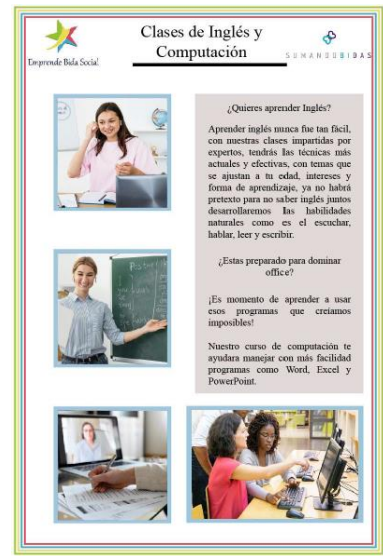 Emprende Bida Social
Clases de Inglés y
Computación
SUMANDOBIDAS
¿Quieres aprender Inglés?
Aprender inglés nunca fue tan fácil,
con nuestras clases impartidas por
expertos, tendrás las técnicas más
actuales y efectivas, con temas que
se ajustan a tu edad, intereses y
forma de aprendizaje, ya no habrá
pretexto para no saber inglés juntos
desarrollaremos las habilidades
naturales como es el escuchar,
hablar, leer y escribir.
¿Estas preparado para dominar
office?
¡Es momento de aprender a usar
esos programas que creíamos
imposibles!
Nuestro curso de computación te
ayudara manejar con más facilidad
programas como Word, Excel y
PowerPoint.